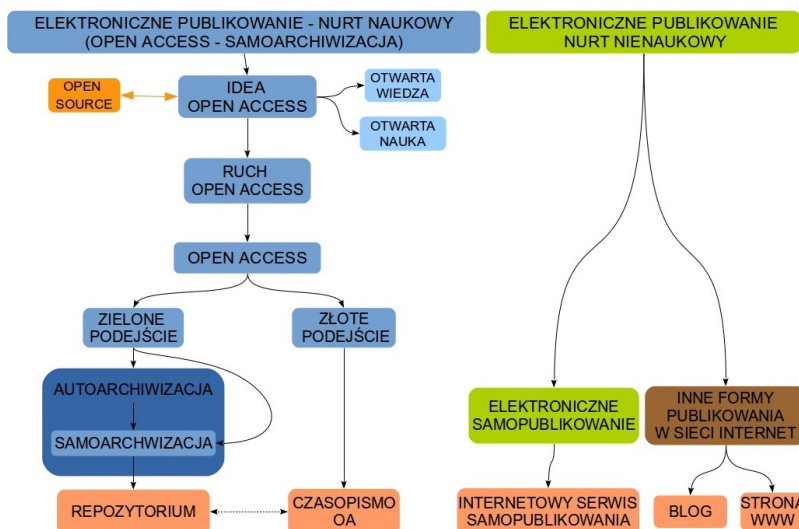 ELEKTRONICZNE PUBLIKOWANIE - NURT NAUKOWY
(OPEN ACCESS - SAMOARCHIWIZACJA)
ELEKTRONICZNE PUBLIKOWANIE
NURT NIENAUKOWY
OPEN
SOURCE
IDEA
OPEN ACCESS
OTWARTA
WIEDZA
OTWARTA
NAUKA
RUCH
OPEN ACCESS
OPEN ACCESS
ZIELONE
PODEJŚCIE
ZŁOTE
PODEJŚCIE
AUTOARCHIWIZACJA
SAMOARCHWIZACJA
ELEKTRONICZNE
SAMOPUBLIKOWANIE
INNE FORMY
PUBLIKOWANIA
W SIECI INTERNET
REPOZYTORIUM
CZASOPISMO
OA
INTERNETOWY SERWIS
SAMOPUBLIKOWANIA
BLOG
STRONA
WWW